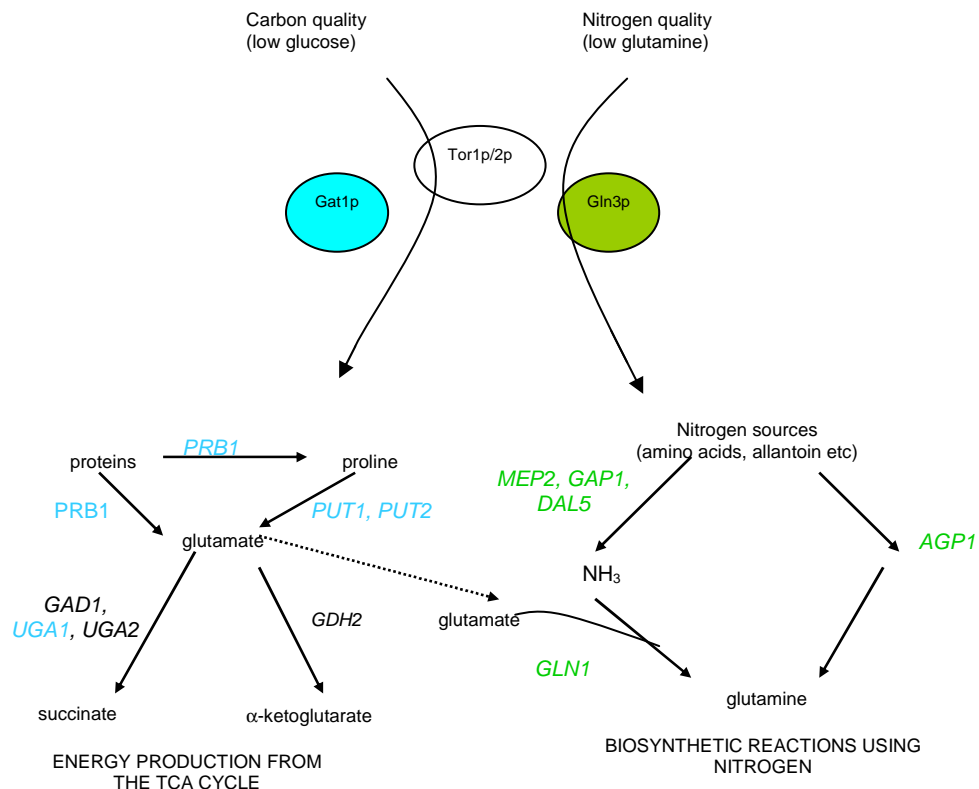 Carbon quality
(low glucose)
Nitrogen quality
(low glutamine)
Tor1p/2p
Gat1p
Gln3p
PRB1
proteins
proline
Nitrogen sources
(amino acids, allantoin etc)
PRB1
PUT1, PUT2
MEP2, GAP1,
DAL5
AGP1
glutamate
NH₃
GAD1,
UGA1, UGA2
GDH2
glutamate
GLN1
succinate
α-ketoglutarate
glutamine
ENERGY PRODUCTION FROM
THE TCA CYCLE
BIOSYNTHETIC REACTIONS USING
NITROGEN